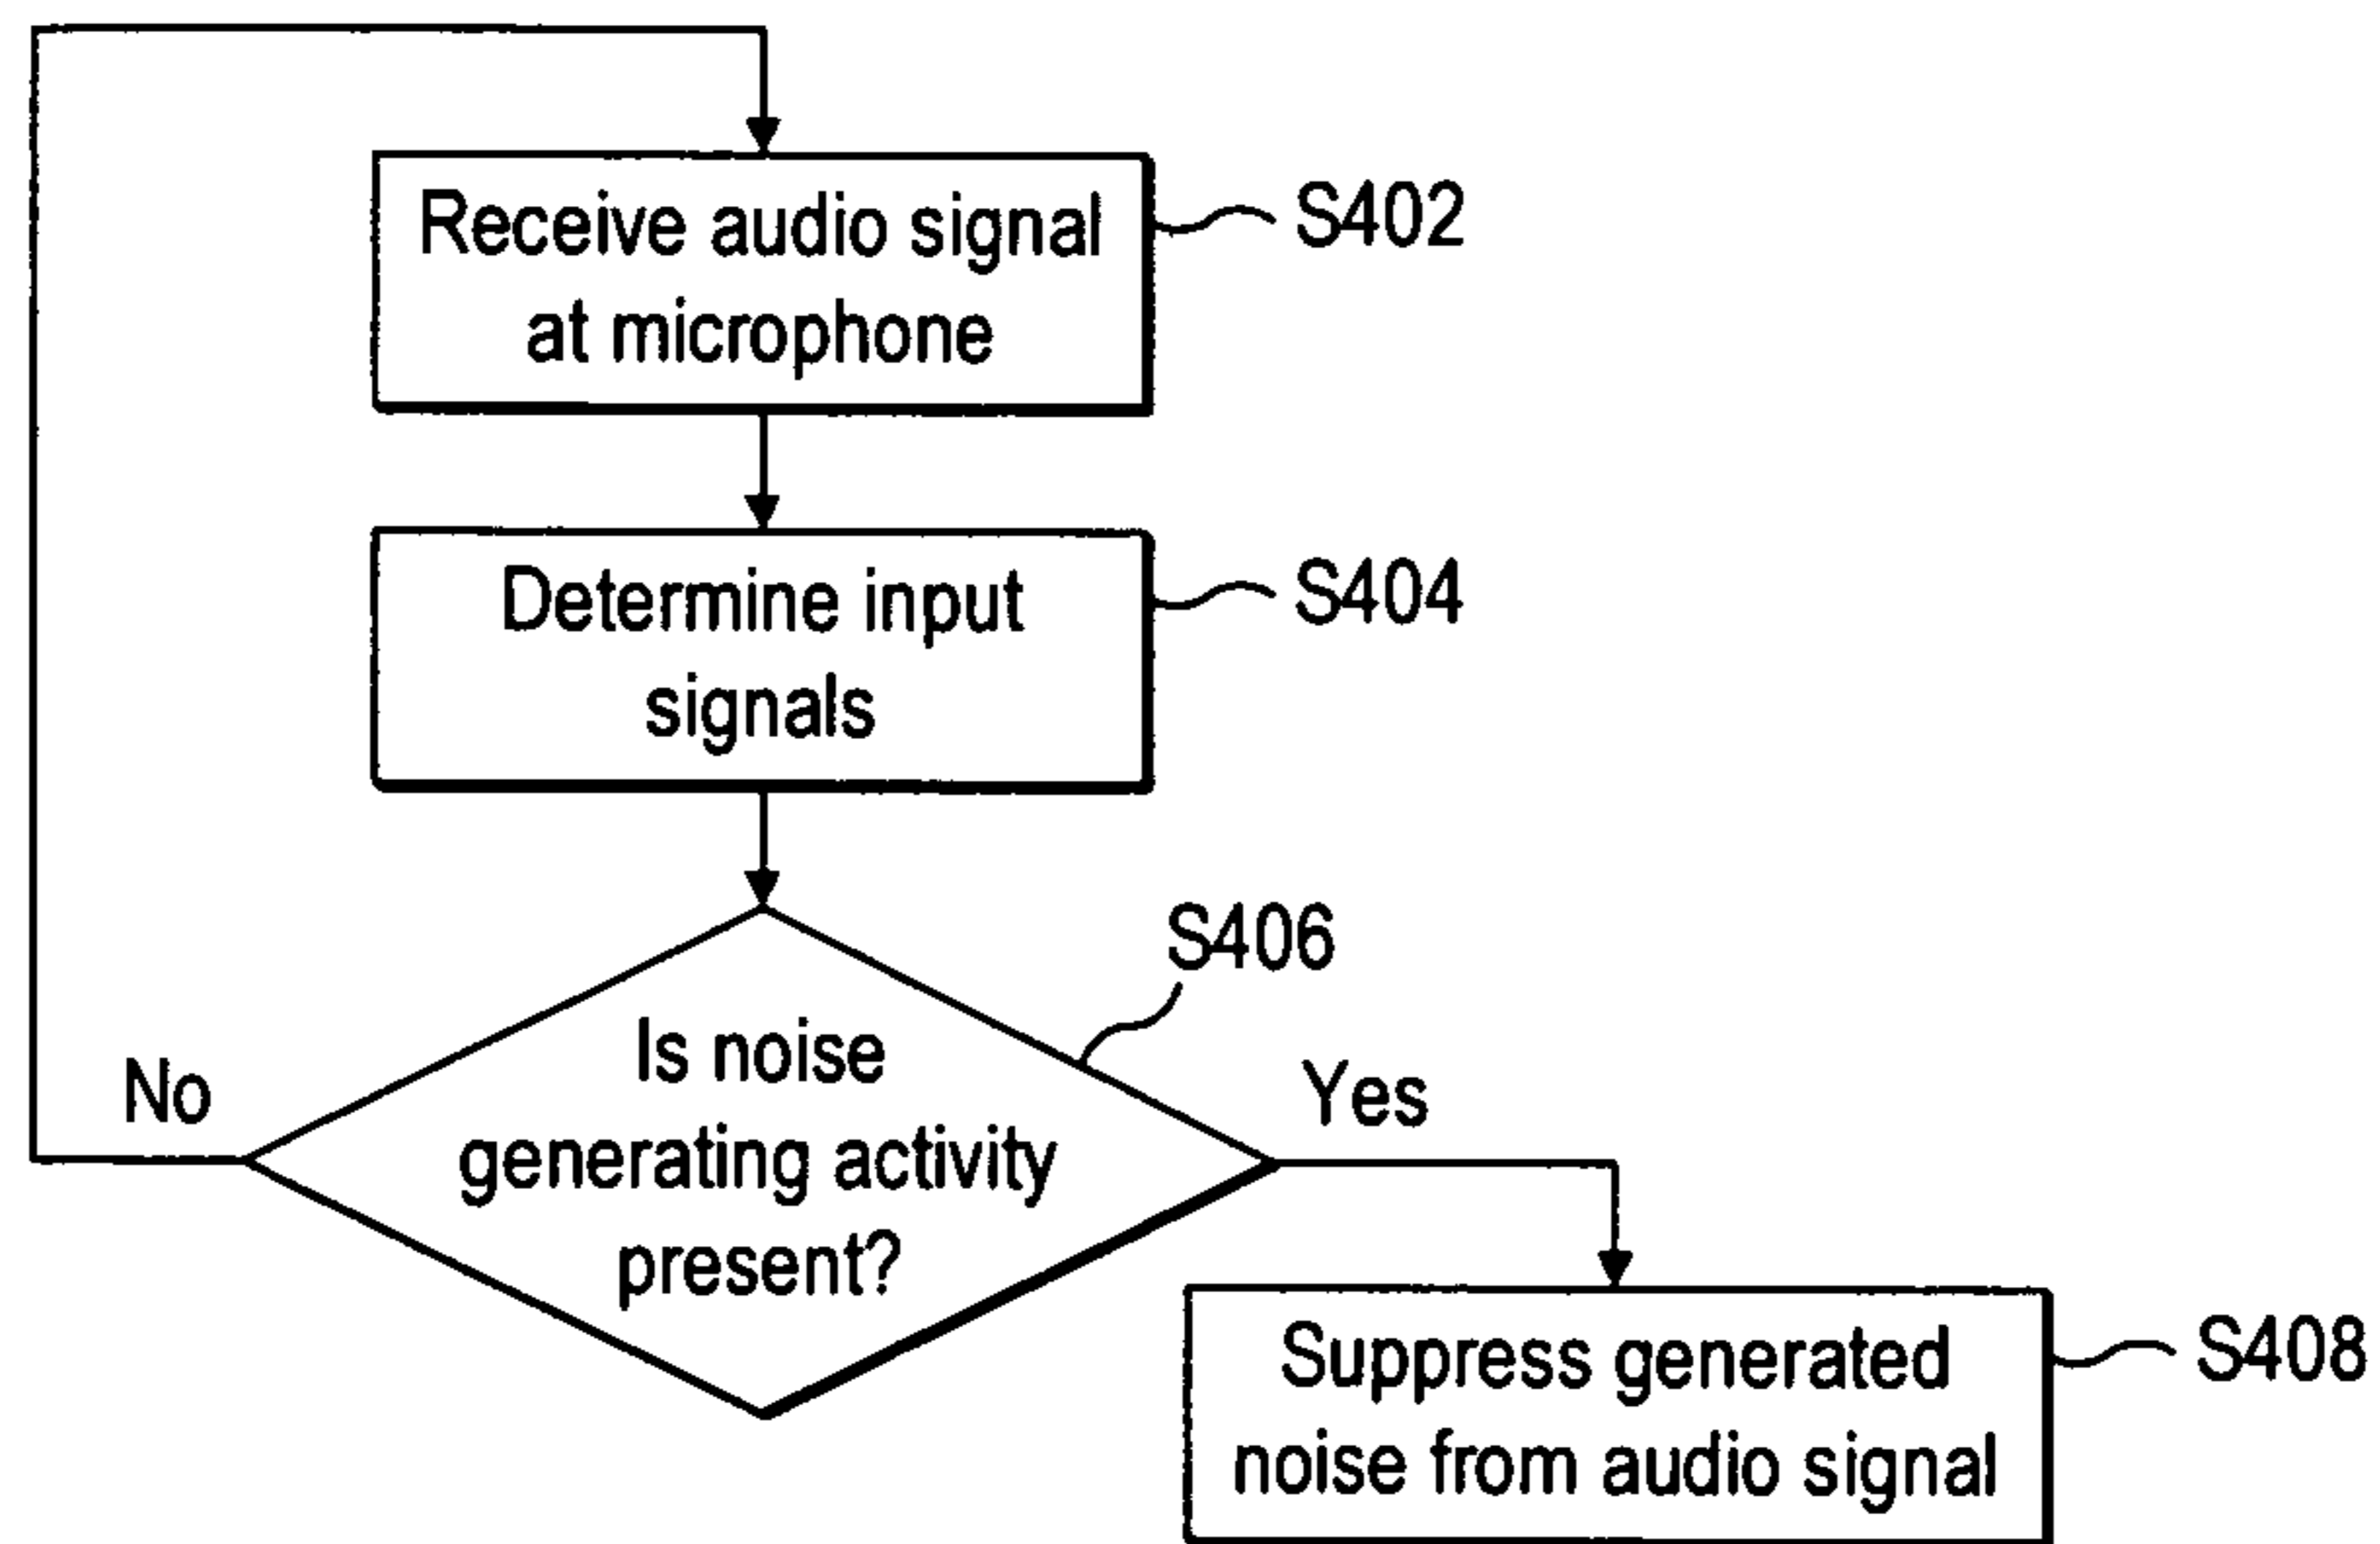 Receive audio signal
at microphone
S402
Determine input
signals
S404
S406
Is noise
generating activity
present?
No
Yes
Suppress generated
noise from audio signal
S408